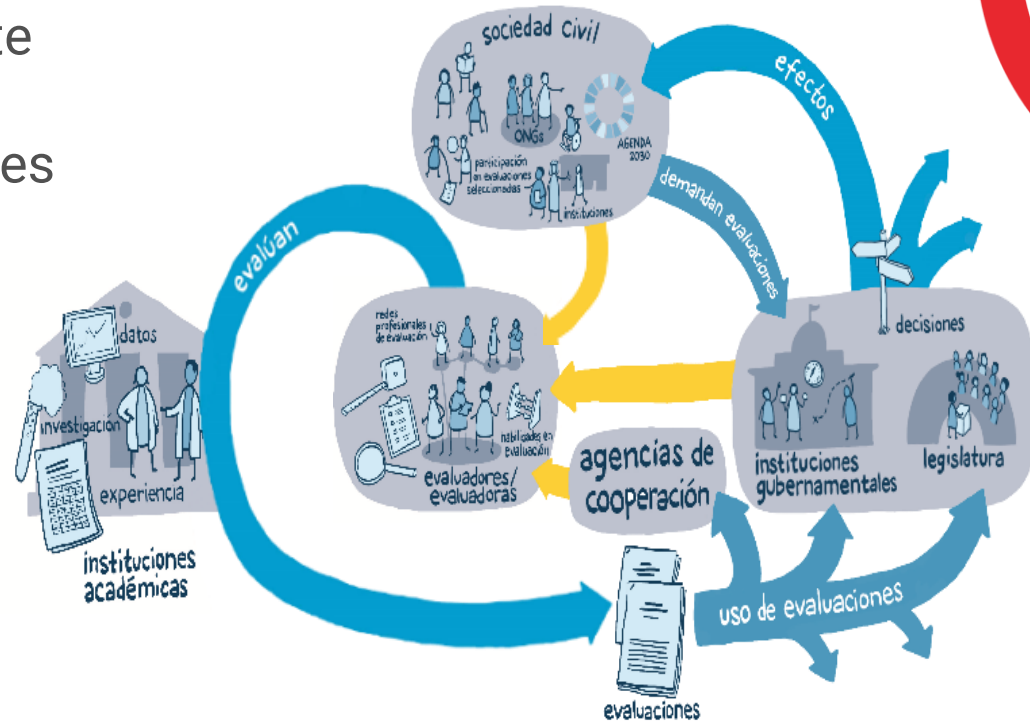 te
es
sociedad civil
ONGs
AGENDA
2030
participación
en evaluaciones
seleccionadas
instituciones
efectos
demandan evaluaciones
evalúan
datos
investigación
experiencia
instituciones
académicas
redes
profesionales
de evaluación
habilidades en
evaluación
evaluadores/
evaluadoras
agencias de
cooperación
decisiones
instituciones
gubernamentales
legislatura
uso de evaluaciones
evaluaciones